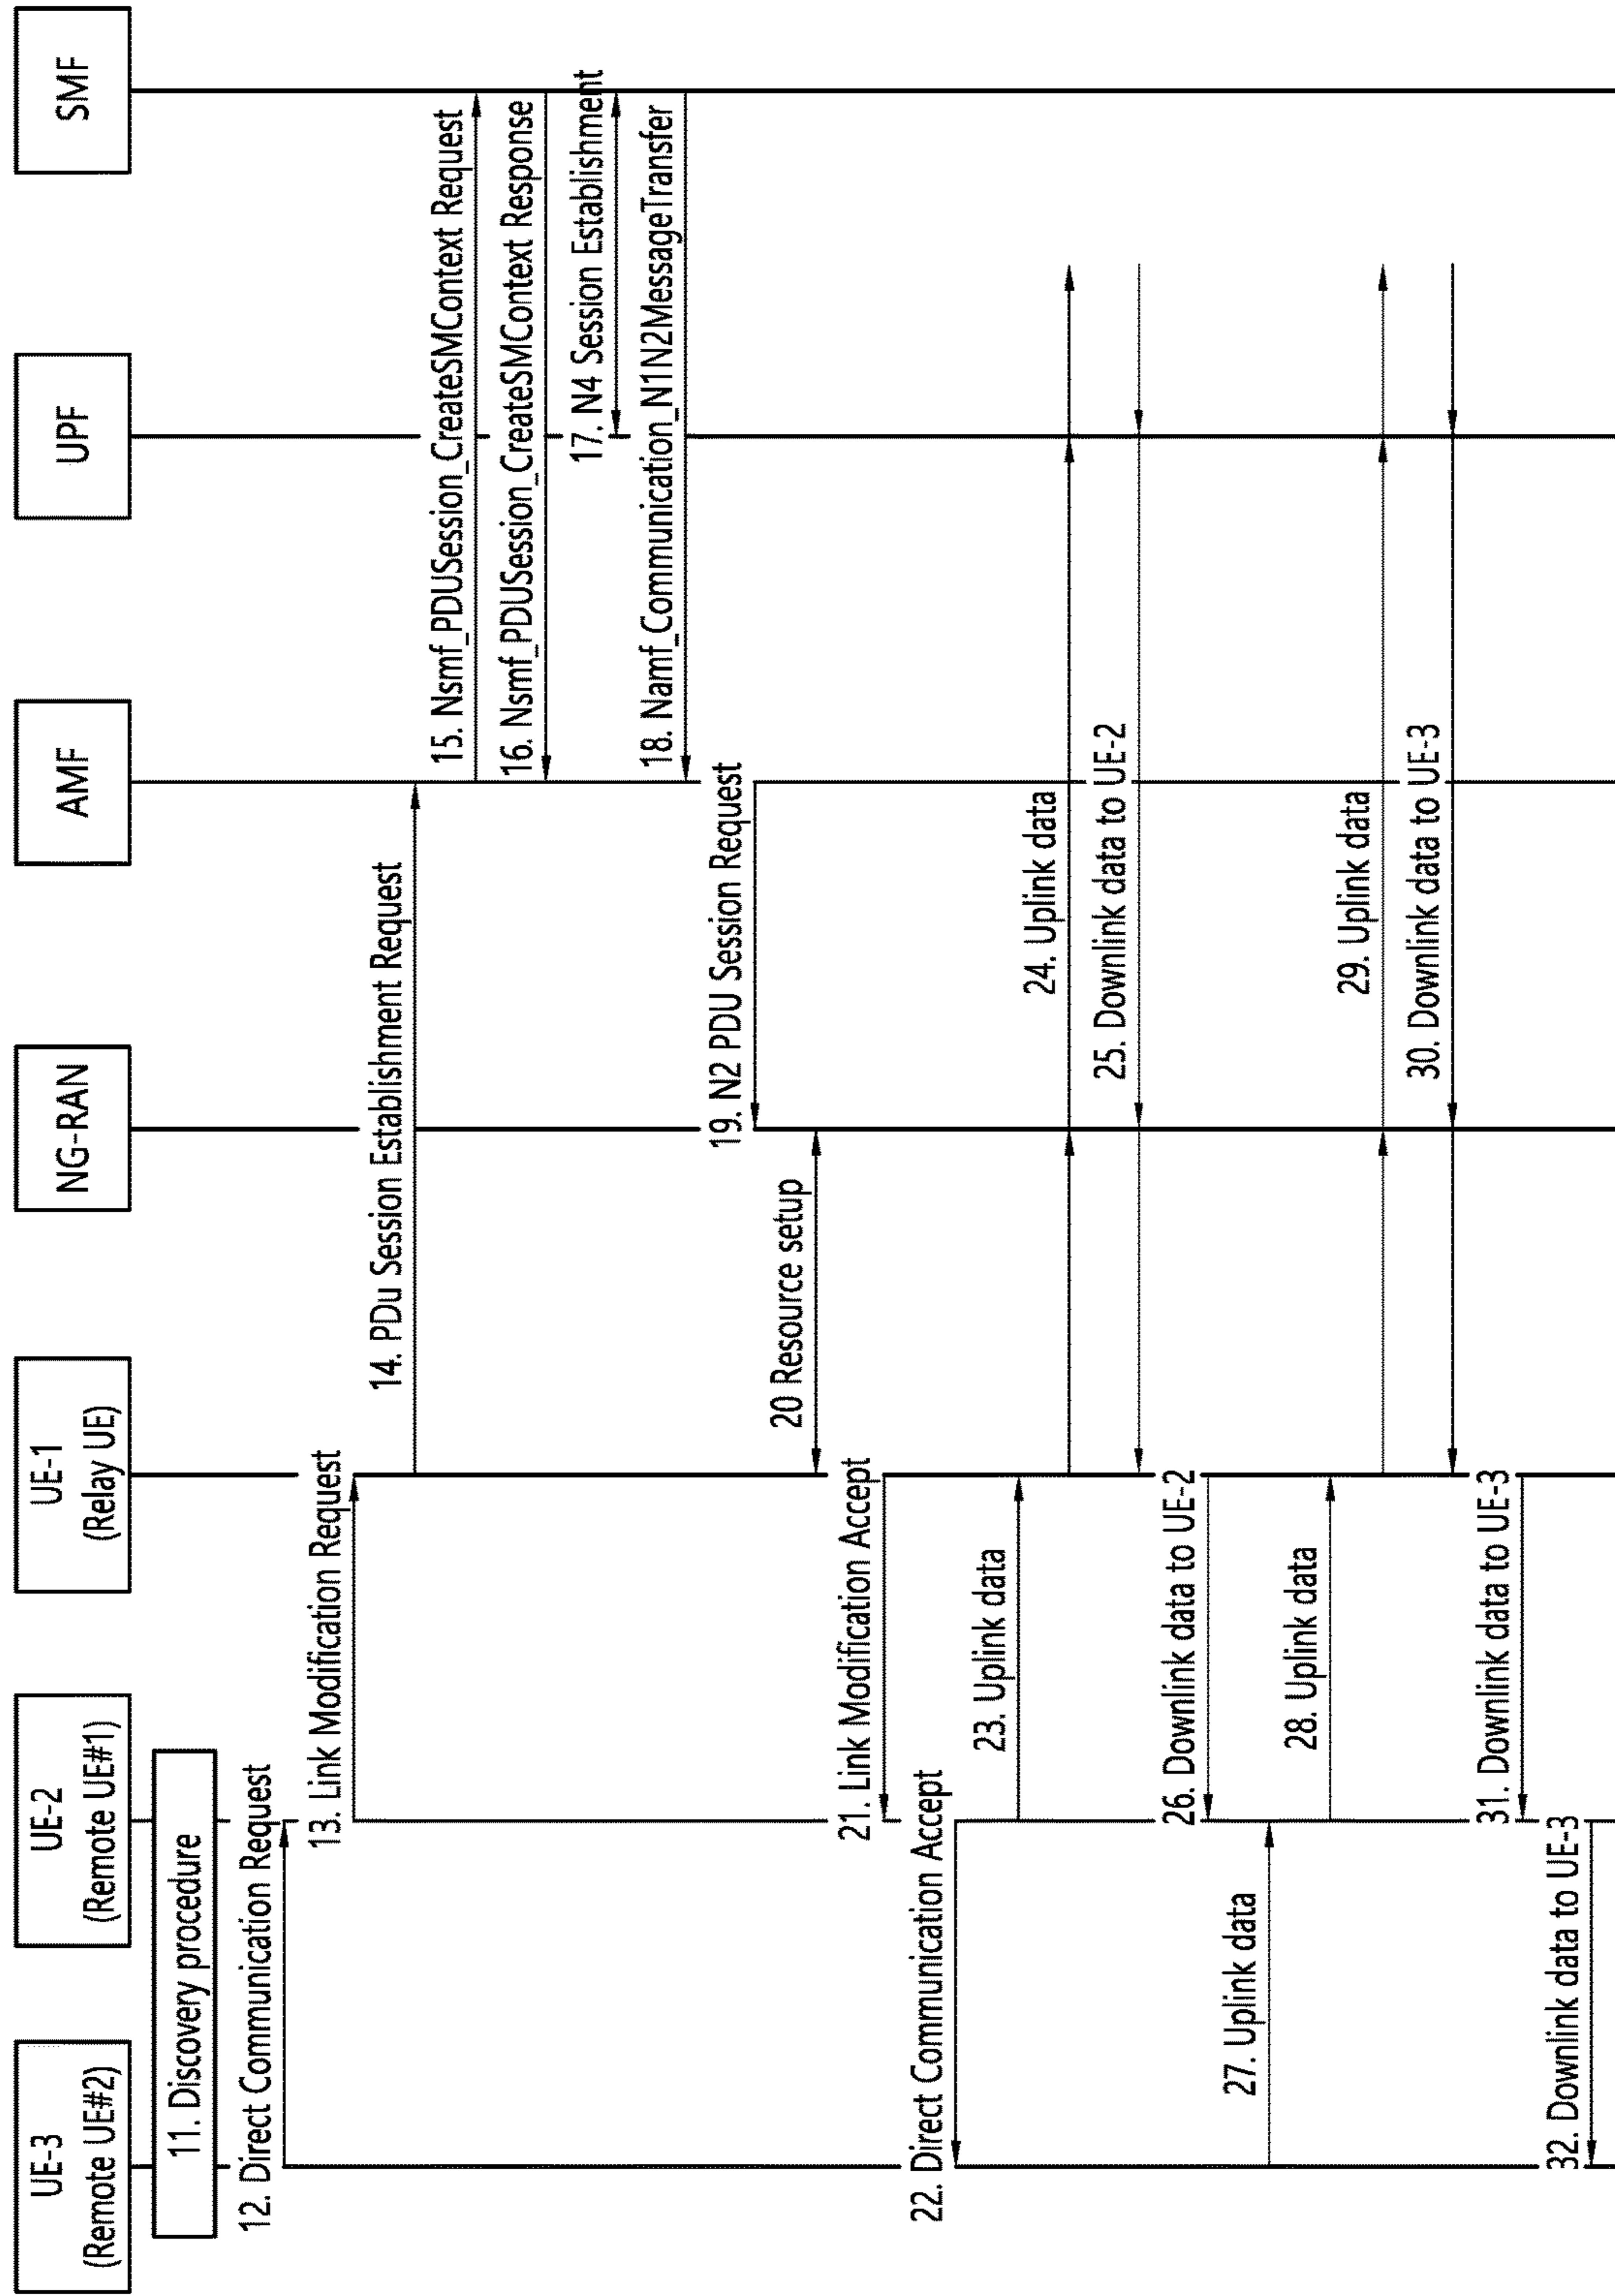 UE-3
(Remote UE#2)
UE-2
(Remote UE#1)
UE-1
(Relay UE)
NG-RAN
AMF
UPF
SMF
11. Discovery procedure
12. Direct Communication Request
13. Link Modification Request
14. PDu Session Establishment Request
15. Nsmf_PDUSession_CreateSMContext Request
16. Nsmf_PDUSession_CreateSMContext Response
17. N4 Session Establishment
18. Namf_Communication_N1N2MessageTransfer
19. N2 PDU Session Request
20 Resource setup
21. Link Modification Accept
22. Direct Communication Accept
23. Uplink data
24. Uplink data
25. Downlink data to UE-2
26. Downlink data to UE-2
27. Uplink data
28. Uplink data
29. Uplink data
30. Downlink data to UE-3
31. Downlink data to UE-3
32. Downlink data to UE-3